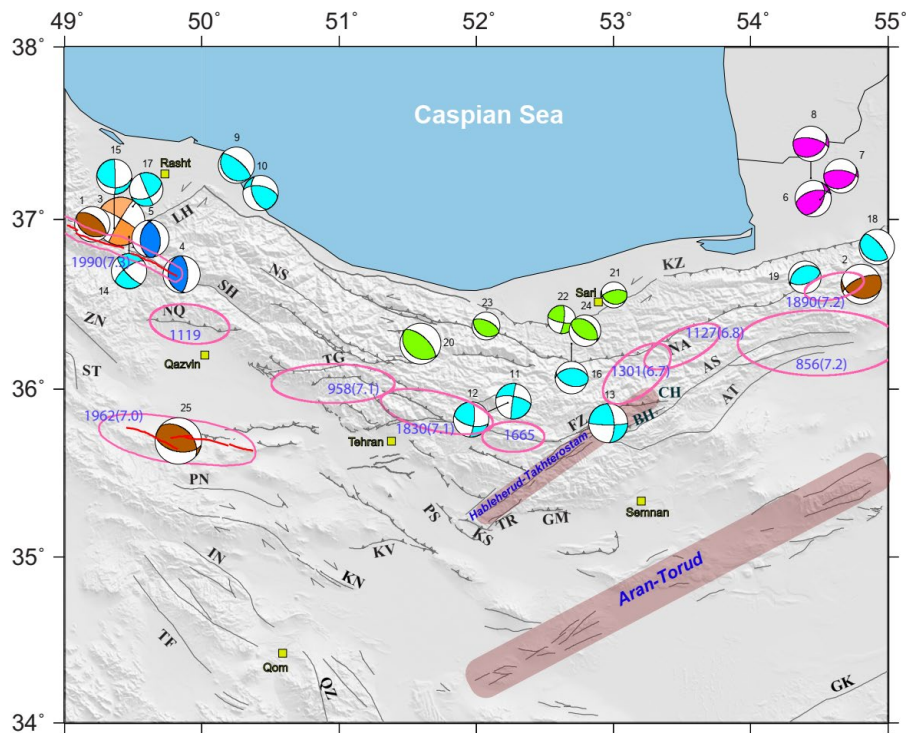 49° 50° 51° 52° 53° 54° 55°
38°
Caspian Sea
8
9
15 17 Rasht 10 7
37° 1 3 5 LH 6
18
1990(7.3) 4 NS KZ 19 2
14 SH 21
Sari 1890(7.2)
ZN NQ 23 22 24
1119 20 1127(6.8)
ST Qazvin TG NA 856(7.2)
36° 958(7.1) 16 1301(6.7) AS
12 11 13 CH AT
1962(7.0) 25 1830(7.1) FZ BH
Tehran 1665
Hableherud-Takhterostam
PN PS
KS TR GM Semnan
35° IN KV
KN Aran-Torud
TF
Qom
QZ GK
34°